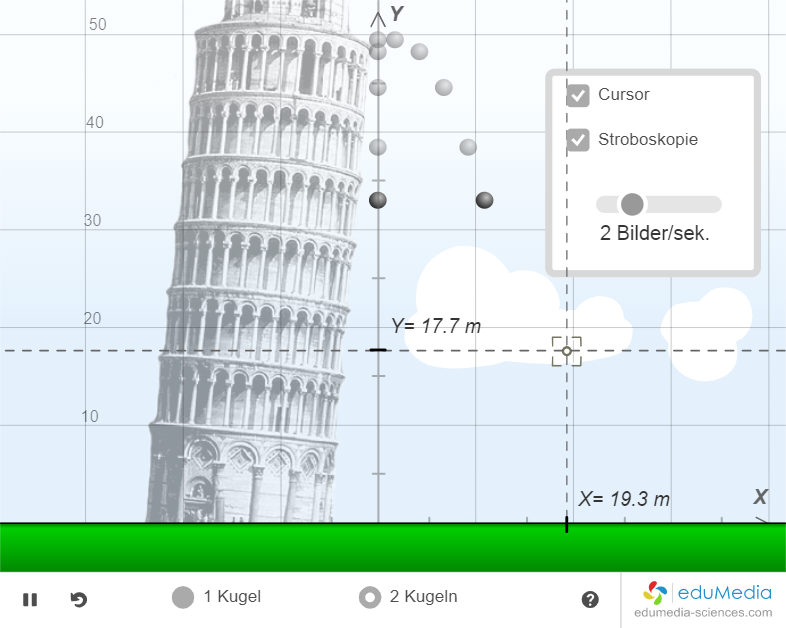 Y
50
Cursor
40
Stroboskopie
30
2 Bilder/sek.
20
Y= 17.7 m
10
X= 19.3 m
X
1 Kugel
2 Kugeln
?
eduMedia
edumedia-sciences.com